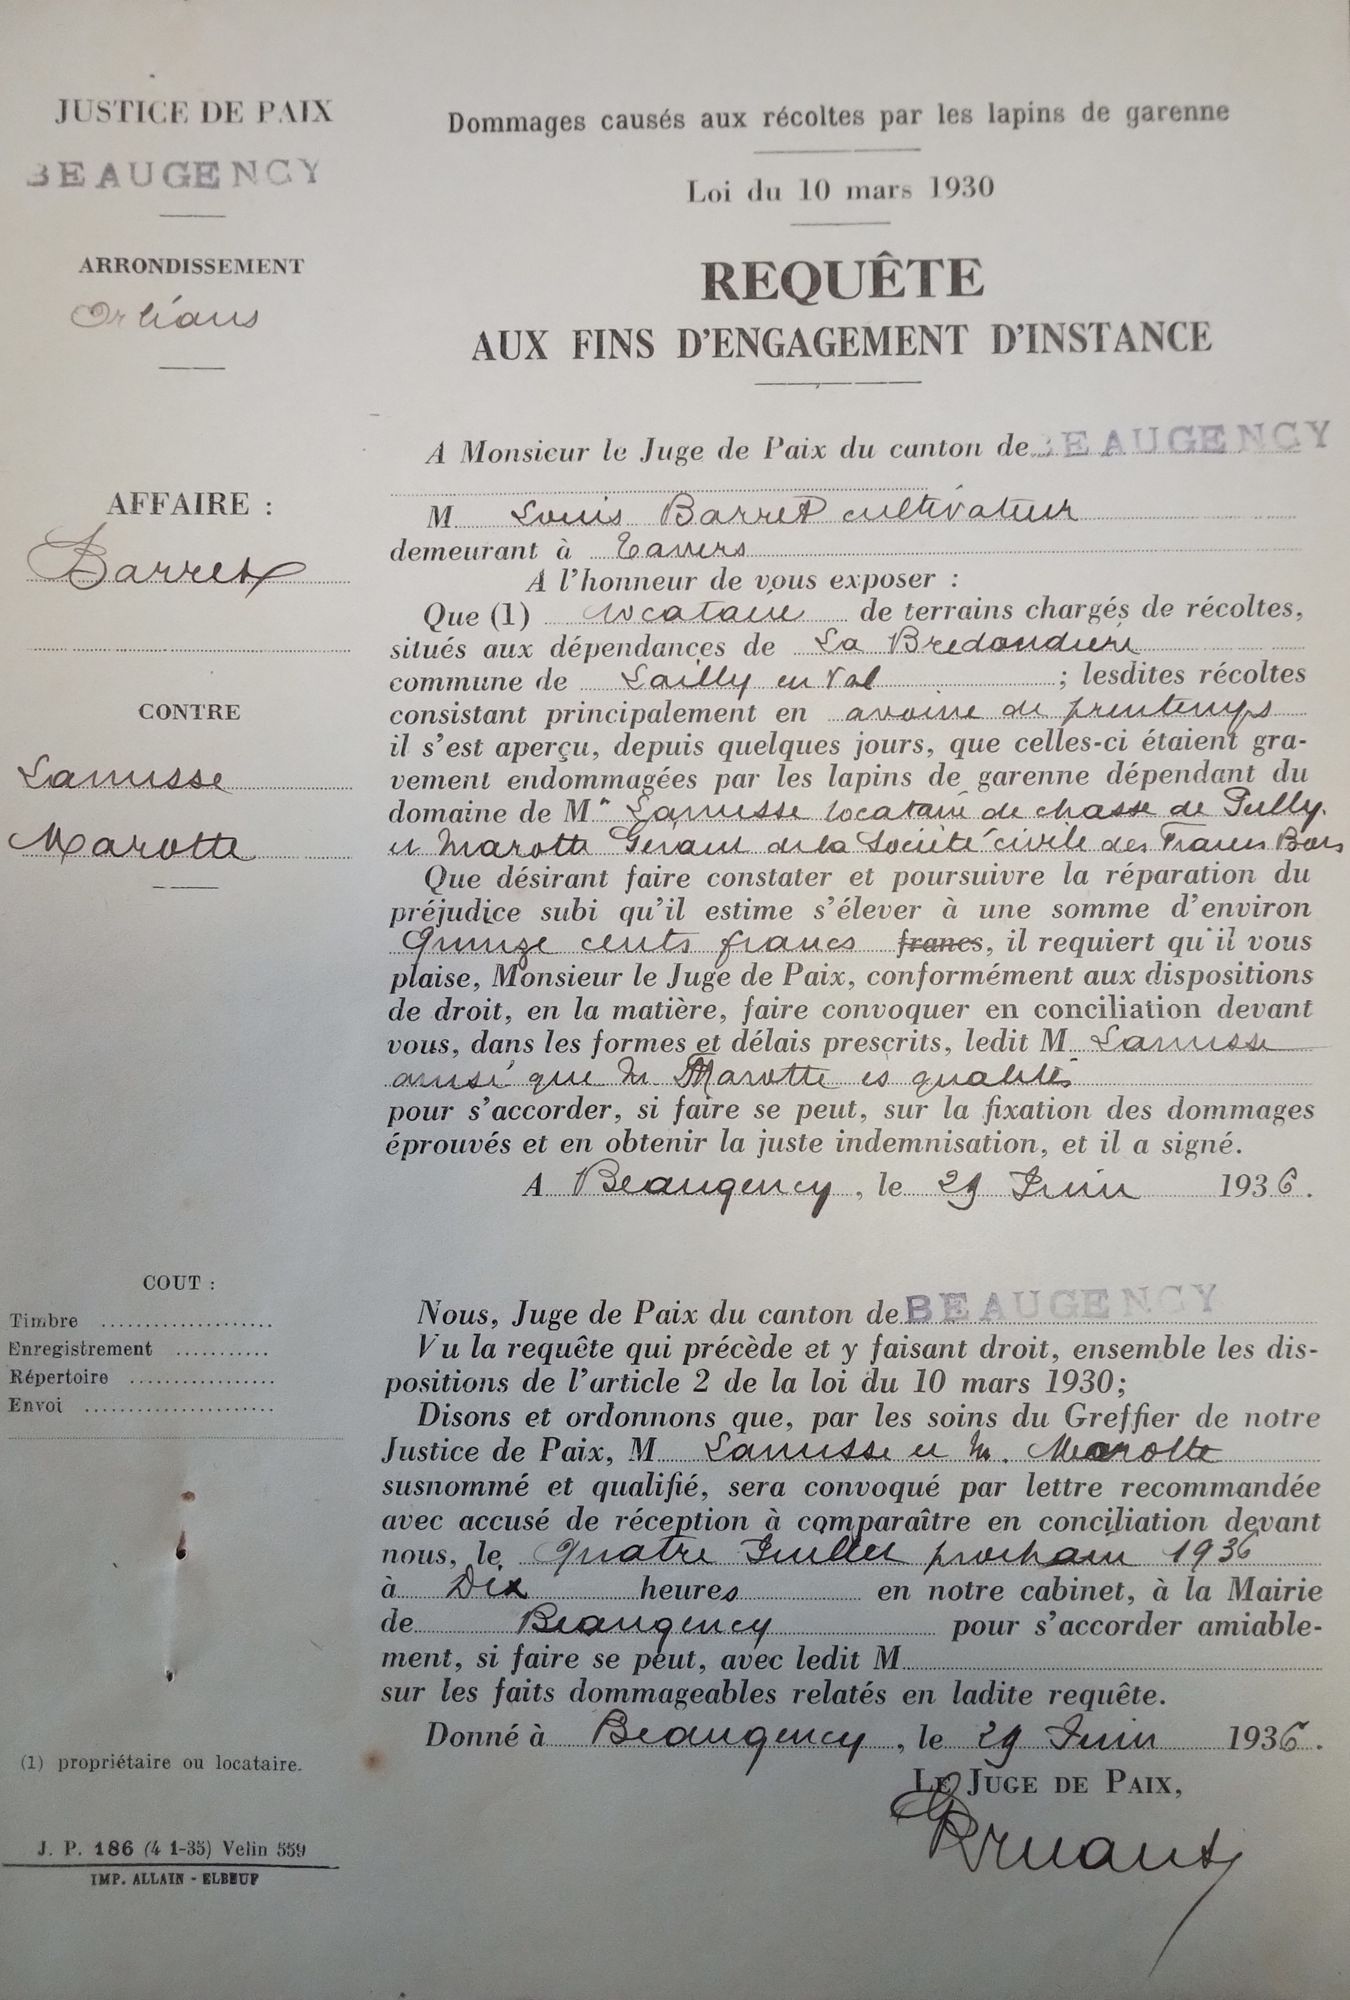 JUSTICE DE PAIX
BEAUGENCY
ARRONDISSEMENT
Orléans
AFFAIRE :
Barret
CONTRE
Lanusse
Marotte
COUT :
Timbre
Enregistrement
Répertoire
Envoi
(1) propriétaire ou locataire.
J. P. 186 (4 1-35) Velin 559
IMP. ALLAIN - ELBEUF
Dommages causés aux récoltes par les lapins de garenne
Loi du 10 mars 1930
REQUÊTE
AUX FINS D'ENGAGEMENT D'INSTANCE
A Monsieur le Juge de Paix du canton de BEAUGENCY
M Louis Barret cultivateur
demeurant à Tavers
A l'honneur de vous exposer :
Que (1) locataire de terrains chargés de récoltes,
situés aux dépendances de La Bredandiere
commune de Lailly en Val ; lesdites récoltes
consistant principalement en avoine de printemps
il s'est aperçu, depuis quelques jours, que celles-ci étaient gra-
vement endommagées par les lapins de garenne dépendant du
domaine de M Lanusse locataire de chasse de
et Marotte Gérant de la Société civile des Francs Bois
Que désirant faire constater et poursuivre la réparation du
préjudice subi qu'il estime s'élever à une somme d'environ
Quinze cents francs francs, il requiert qu'il vous
plaise, Monsieur le Juge de Paix, conformément aux dispositions
de droit, en la matière, faire convoquer en conciliation devant
vous, dans les formes et délais prescrits, ledit M Lanusse
ainsi que M. Marotte es qualités
pour s'accorder, si faire se peut, sur la fixation des dommages
éprouvés et en obtenir la juste indemnisation, et il a signé.
A Beaugency, le 29 Juin 1936.
Nous, Juge de Paix du canton de BEAUGENCY
Vu la requête qui précède et y faisant droit, ensemble les dis-
positions de l'article 2 de la loi du 10 mars 1930;
Disons et ordonnons que, par les soins du Greffier de notre
Justice de Paix, M Lanusse et M. Marotte
susnommé et qualifié, sera convoqué par lettre recommandée
avec accusé de réception à comparaître en conciliation devant
nous, le Quatre Juillet prochain 1936
à Dix heures en notre cabinet, à la Mairie
de Beaugency pour s'accorder amiable-
ment, si faire se peut, avec ledit M
sur les faits dommageables relatés en ladite requête.
Donné à Beaugency, le 29 Juin 1936.
LE JUGE DE PAIX,